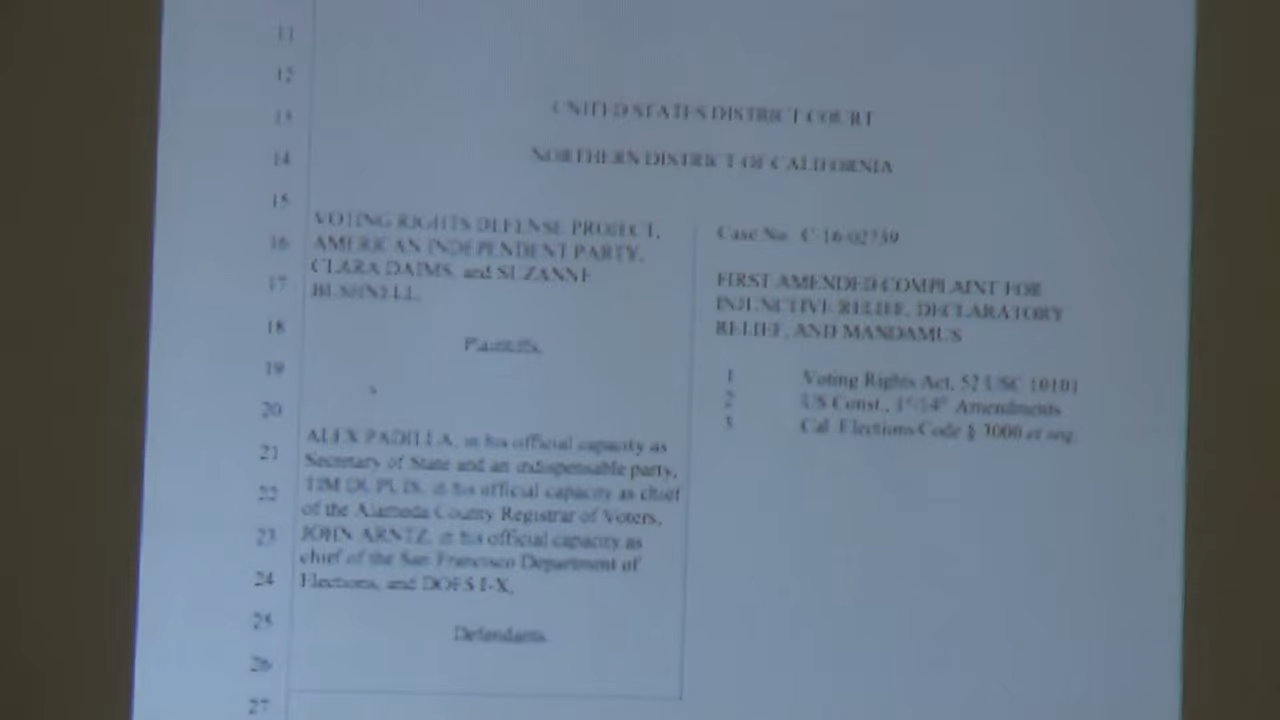 11
12
13
UNITED STATES DISTRICT COURT
14
NORTHERN DISTRICT OF CALIFORNIA
15
VOTING RIGHTS DEFENSE PROJECT,
16
AMERICAN INDEPENDENT PARTY,
CLARA DAIMS, and SUZANNE
17
BUSHNELL,
18
Plaintiffs,
19
20
ALEX PADILLA, in his official capacity as
21
Secretary of State and an indispensable party,
22
TIM DUPUIS, in his official capacity as chief
of the Alameda County Registrar of Voters,
23
JOHN ARNTZ, in his official capacity as
chief of the San Francisco Department of
24
Elections, and DOES I-X,
25
Defendants.
26
27
Case No. C-16-02739
FIRST AMENDED COMPLAINT FOR
INJUNCTIVE RELIEF, DECLARATORY
RELIEF, AND MANDAMUS
1 Voting Rights Act, 52 USC 10101
2 US Const., 1st/14th Amendments
3 Cal. Elections Code § 3000 et seq.